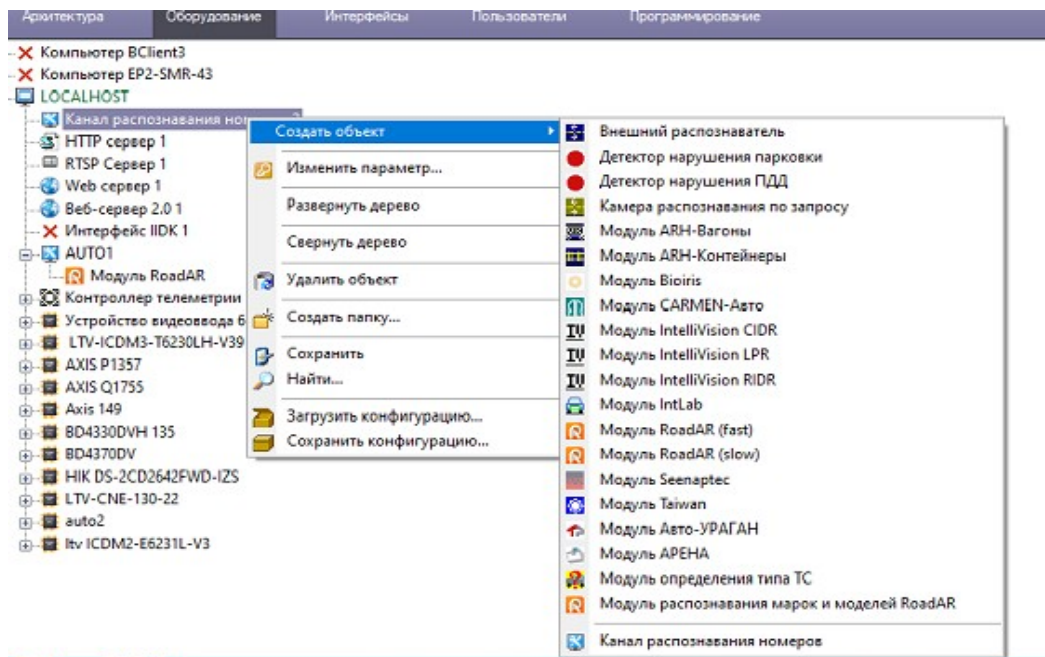 Архитектура Оборудование Интерфейсы Пользователи Программирование
Компьютер BClient3
Компьютер EP2-SMR-43
LOCALHOST
Канал распознавания ном
HTTP сервер 1
RTSP Сервер 1
Web сервер 1
Веб-сервер 2.0 1
Интерфейс IIDK 1
AUTO1
Модуль RoadAR
Контроллер телеметрии
Устройство видеоввода 6
LTV-ICDM3-T6230LH-V39
AXIS P1357
AXIS Q1755
Axis 149
BD4330DVH 135
BD4370DV
HIK DS-2CD2642FWD-IZS
LTV-CNE-130-22
auto2
ltv ICDM2-E6231L-V3
Создать объект
Изменить параметр...
Развернуть дерево
Свернуть дерево
Удалить объект
Создать папку...
Сохранить
Найти...
Загрузить конфигурацию...
Сохранить конфигурацию...
Внешний распознаватель
Детектор нарушения парковки
Детектор нарушения ПДД
Камера распознавания по запросу
Модуль ARH-Вагоны
Модуль ARH-Контейнеры
Модуль Bioiris
Модуль CARMEN-Авто
Модуль IntelliVision CIDR
Модуль IntelliVision LPR
Модуль IntelliVision RIDR
Модуль IntLab
Модуль RoadAR (fast)
Модуль RoadAR (slow)
Модуль Seenaptec
Модуль Taiwan
Модуль Авто-УРАГАН
Модуль АРЕНА
Модуль определения типа ТС
Модуль распознавания марок и моделей RoadAR
Канал распознавания номеров